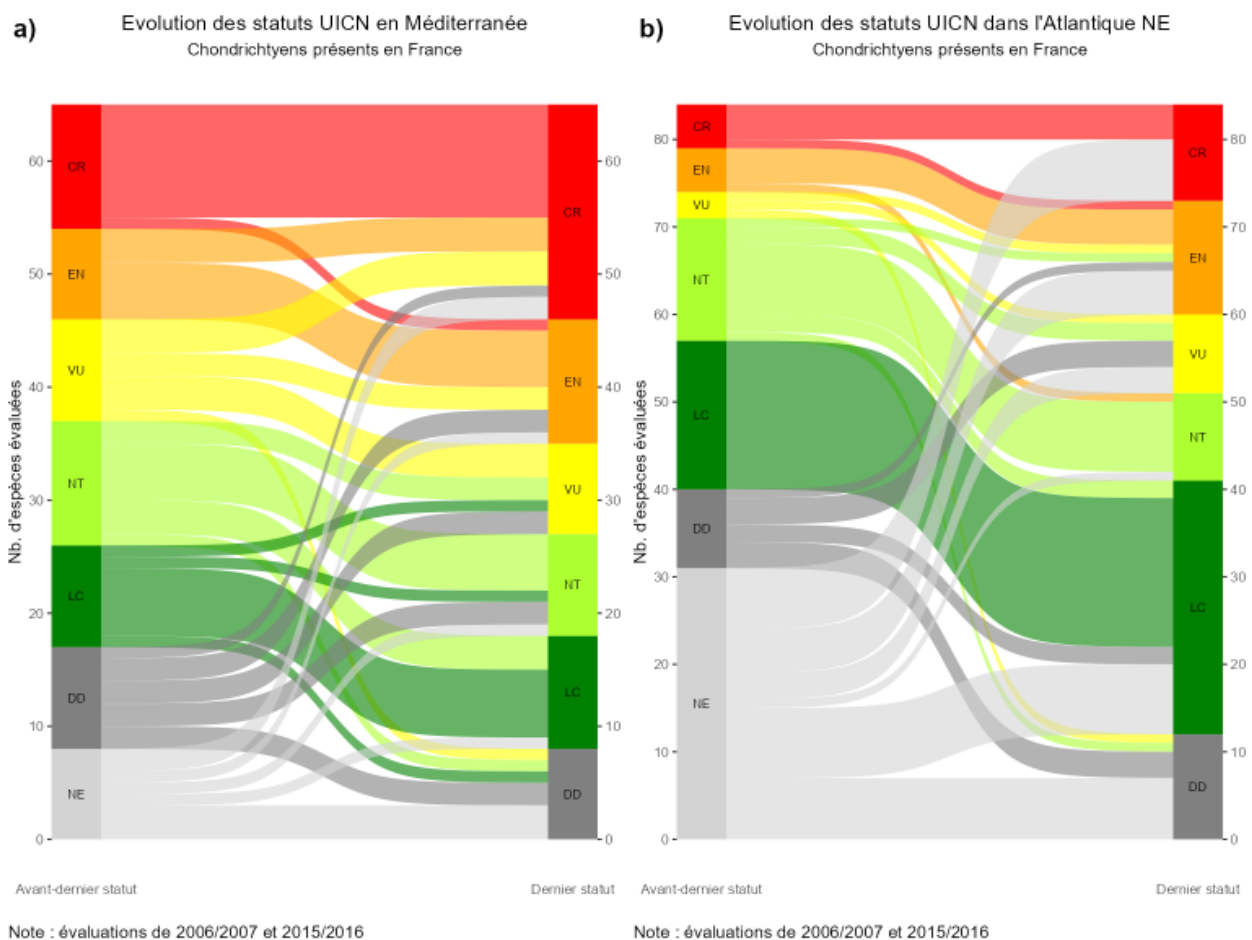 a)
Evolution des statuts UICN en Méditerranée
Chondrichtyens présents en France
Nb. d'espèces évaluées
60
50
40
30
20
10
0
CR
EN
VU
NT
LC
DD
NE
CR
EN
VU
NT
LC
DD
60
50
40
30
20
10
0
Avant-dernier statut
Dernier statut
Note : évaluations de 2006/2007 et 2015/2016
b)
Evolution des statuts UICN dans l'Atlantique NE
Chondrichtyens présents en France
Nb. d'espèces évaluées
80
70
60
50
40
30
20
10
0
CR
EN
VU
NT
LC
DD
NE
CR
EN
VU
NT
LC
DD
80
70
60
50
40
30
20
10
0
Avant-dernier statut
Dernier statut
Note : évaluations de 2006/2007 et 2015/2016